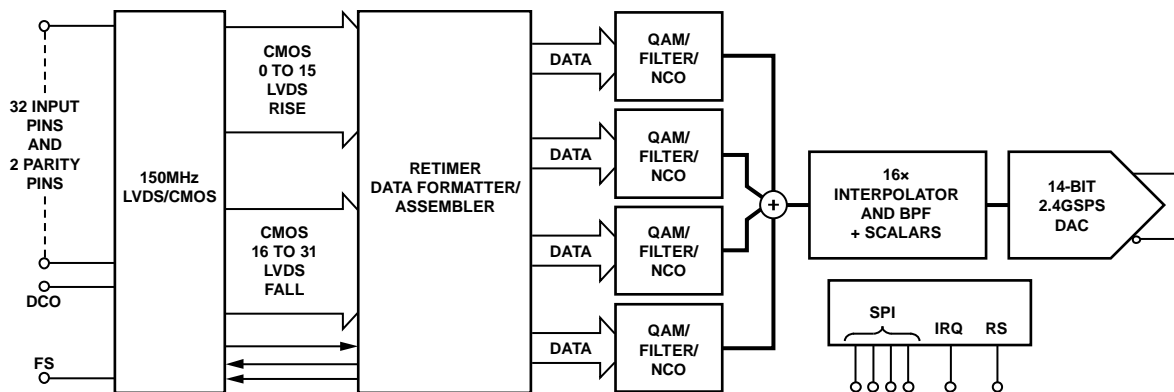 32 INPUT
PINS
AND
2 PARITY
PINS
DCO
FS
150MHz
LVDS/CMOS
CMOS
0 TO 15
LVDS
RISE
CMOS
16 TO 31
LVDS
FALL
RETIMER
DATA FORMATTER/
ASSEMBLER
DATA
DATA
DATA
DATA
QAM/
FILTER/
NCO
QAM/
FILTER/
NCO
QAM/
FILTER/
NCO
QAM/
FILTER/
NCO
+
16×
INTERPOLATOR
AND BPF
+ SCALARS
14-BIT
2.4GSPS
DAC
SPI
IRQ
RS